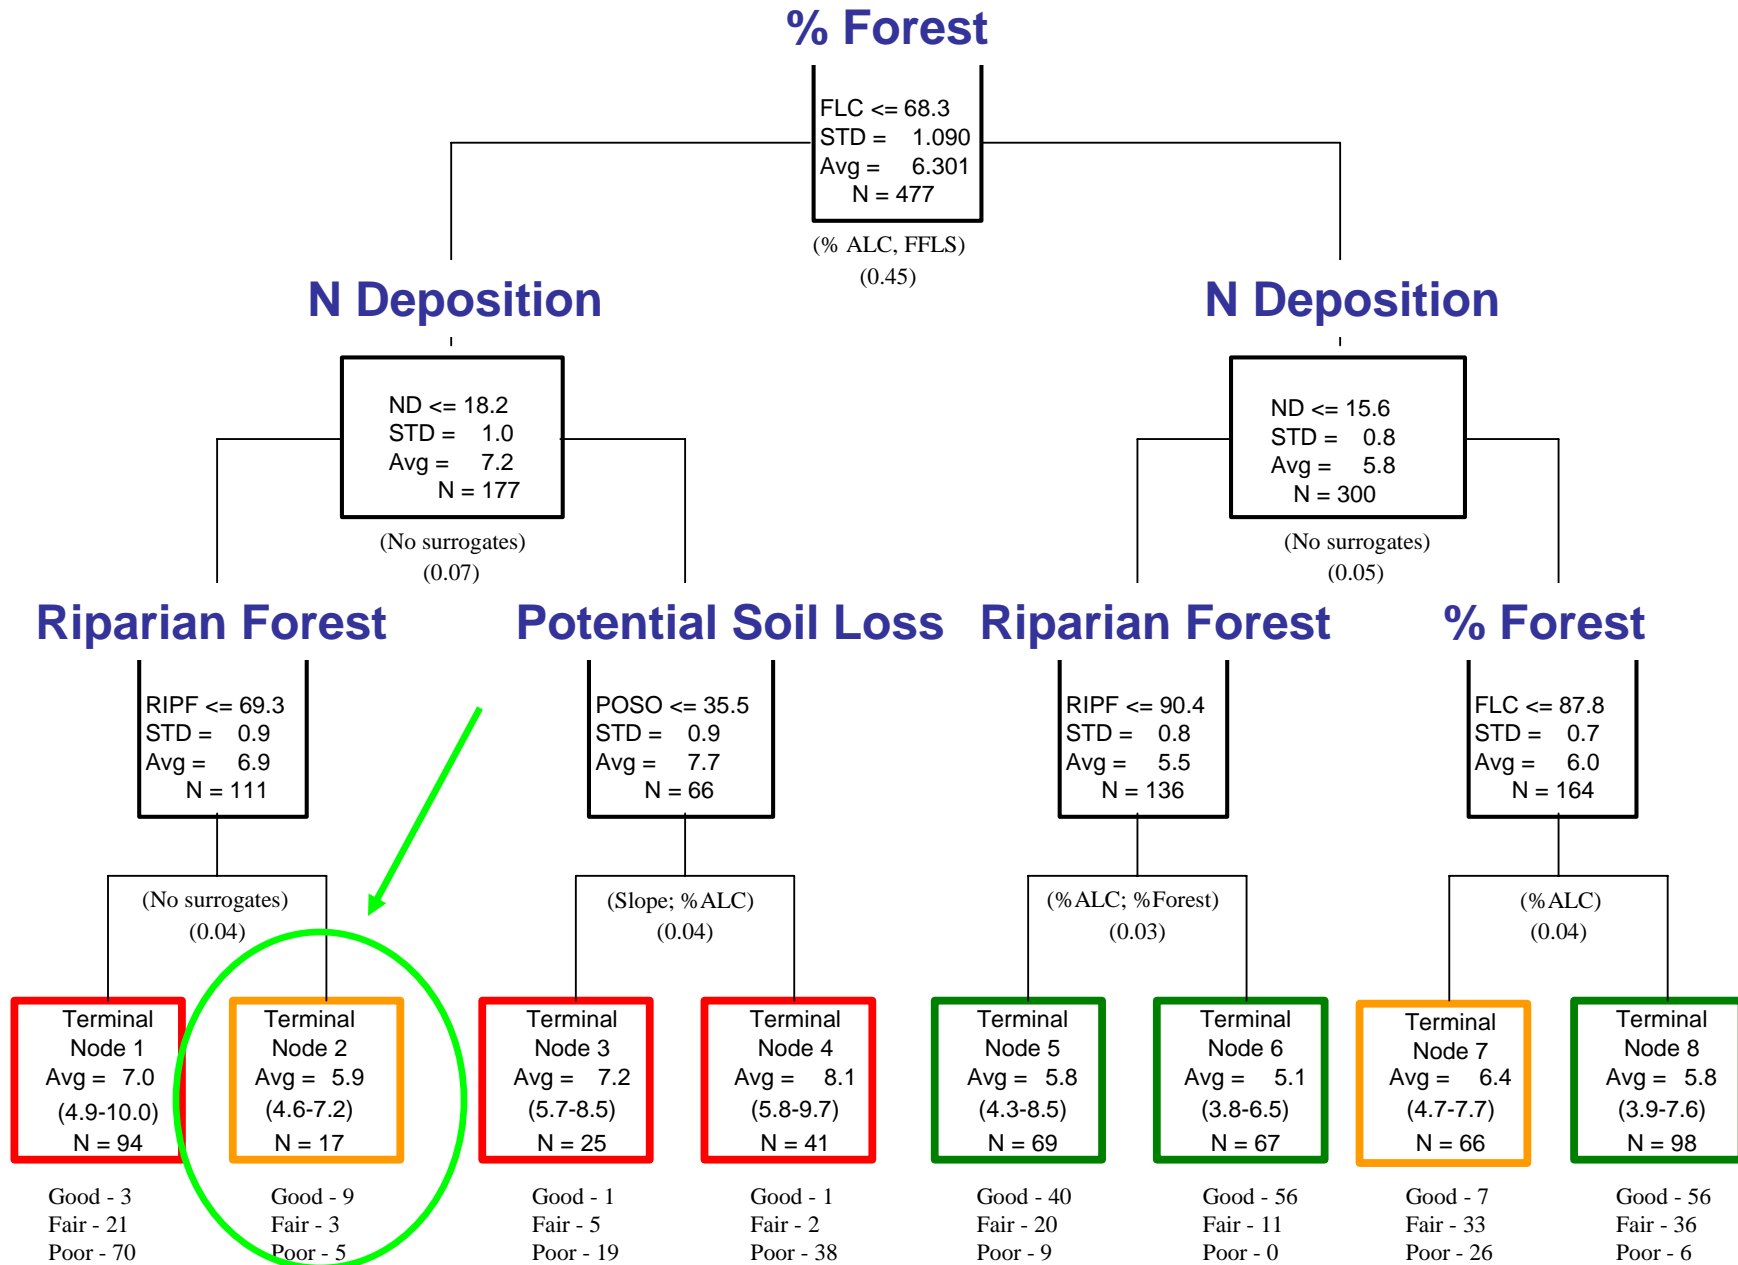 % Forest
FLC <= 68.3
STD = 1.090
Avg = 6.301
N = 477
(% ALC, FFLS)
(0.45)
N Deposition
ND <= 18.2
STD = 1.0
Avg = 7.2
N = 177
(No surrogates)
(0.07)
N Deposition
ND <= 15.6
STD = 0.8
Avg = 5.8
N = 300
(No surrogates)
(0.05)
Riparian Forest
RIPF <= 69.3
STD = 0.9
Avg = 6.9
N = 111
(No surrogates)
(0.04)
Potential Soil Loss
POSO <= 35.5
STD = 0.9
Avg = 7.7
N = 66
(Slope; %ALC)
(0.04)
Riparian Forest
RIPF <= 90.4
STD = 0.8
Avg = 5.5
N = 136
(%ALC; %Forest)
(0.03)
% Forest
FLC <= 87.8
STD = 0.7
Avg = 6.0
N = 164
(%ALC)
(0.04)
Terminal
Node 1
Avg = 7.0
(4.9-10.0)
N = 94
Good - 3
Fair - 21
Poor - 70
Terminal
Node 2
Avg = 5.9
(4.6-7.2)
N = 17
Good - 9
Fair - 3
Poor - 5
Terminal
Node 3
Avg = 7.2
(5.7-8.5)
N = 25
Good - 1
Fair - 5
Poor - 19
Terminal
Node 4
Avg = 8.1
(5.8-9.7)
N = 41
Good - 1
Fair - 2
Poor - 38
Terminal
Node 5
Avg = 5.8
(4.3-8.5)
N = 69
Good - 40
Fair - 20
Poor - 9
Terminal
Node 6
Avg = 5.1
(3.8-6.5)
N = 67
Good - 56
Fair - 11
Poor - 0
Terminal
Node 7
Avg = 6.4
(4.7-7.7)
N = 66
Good - 7
Fair - 33
Poor - 26
Terminal
Node 8
Avg = 5.8
(3.9-7.6)
N = 98
Good - 56
Fair - 36
Poor - 6